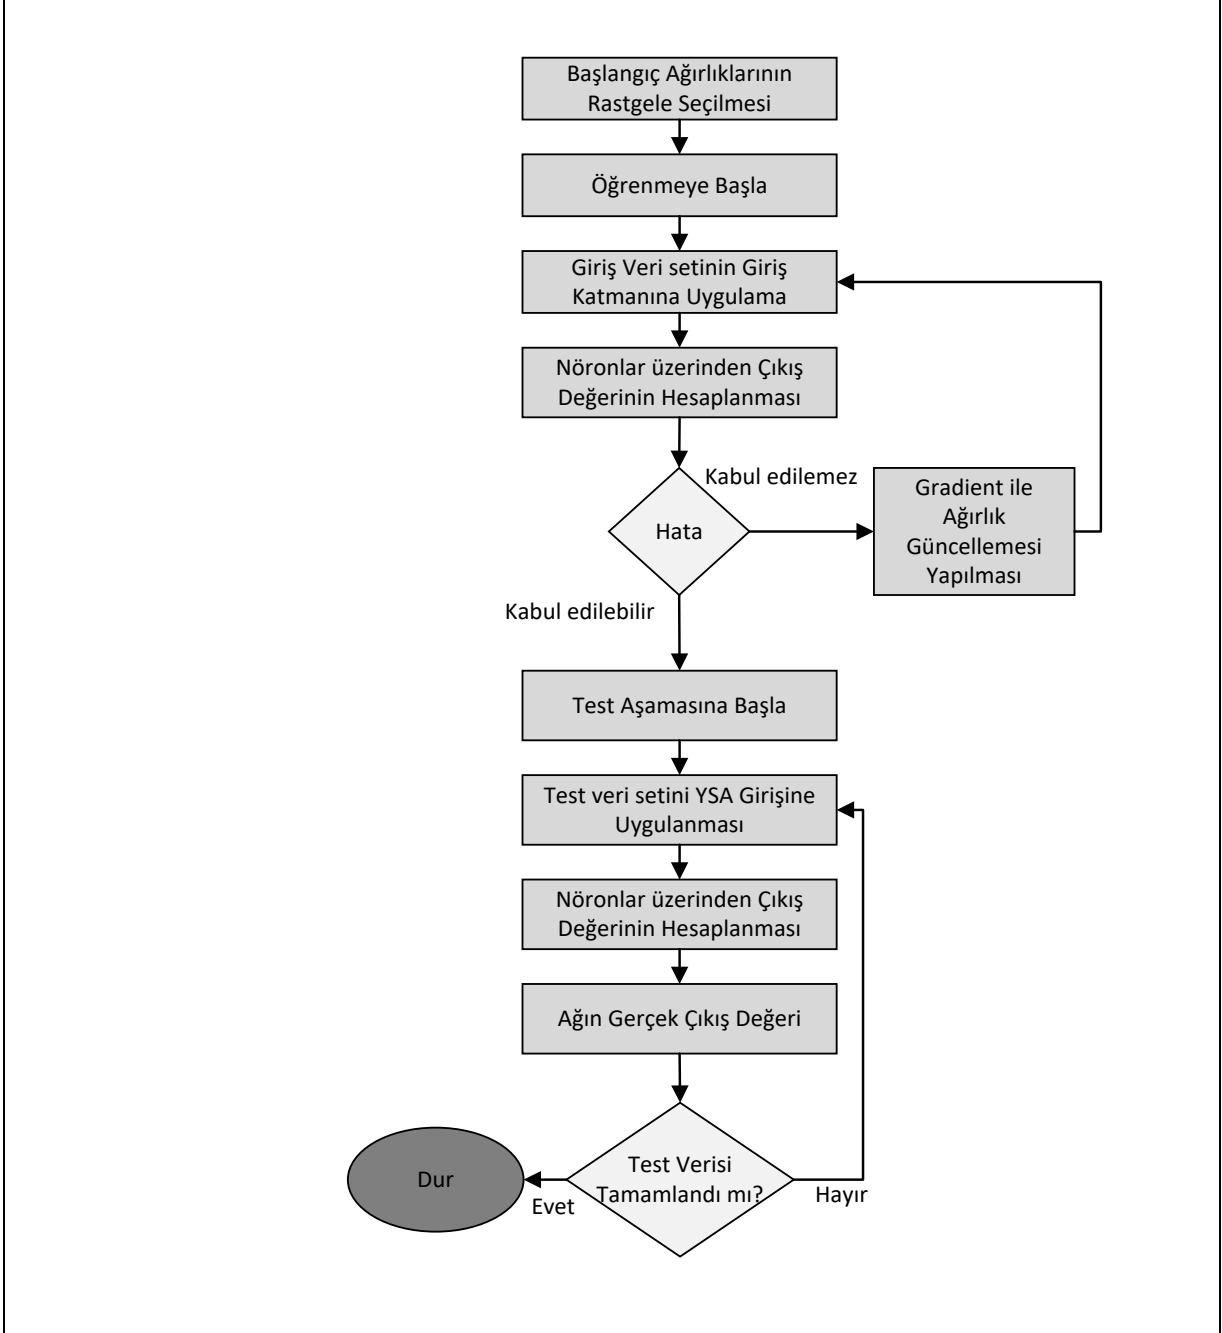 Başlangıç Ağırlıklarının
Rastgele Seçilmesi
Öğrenmeye Başla
Giriş Veri setinin Giriş
Katmanına Uygulama
Nöronlar üzerinden Çıkış
Değerinin Hesaplanması
Kabul edilemez
Hata
Gradient ile
Ağırlık
Güncellemesi
Yapılması
Kabul edilebilir
Test Aşamasına Başla
Test veri setini YSA Girişine
Uygulanması
Nöronlar üzerinden Çıkış
Değerinin Hesaplanması
Ağın Gerçek Çıkış Değeri
Test Verisi
Tamamlandı mı?
Dur
Evet
Hayır